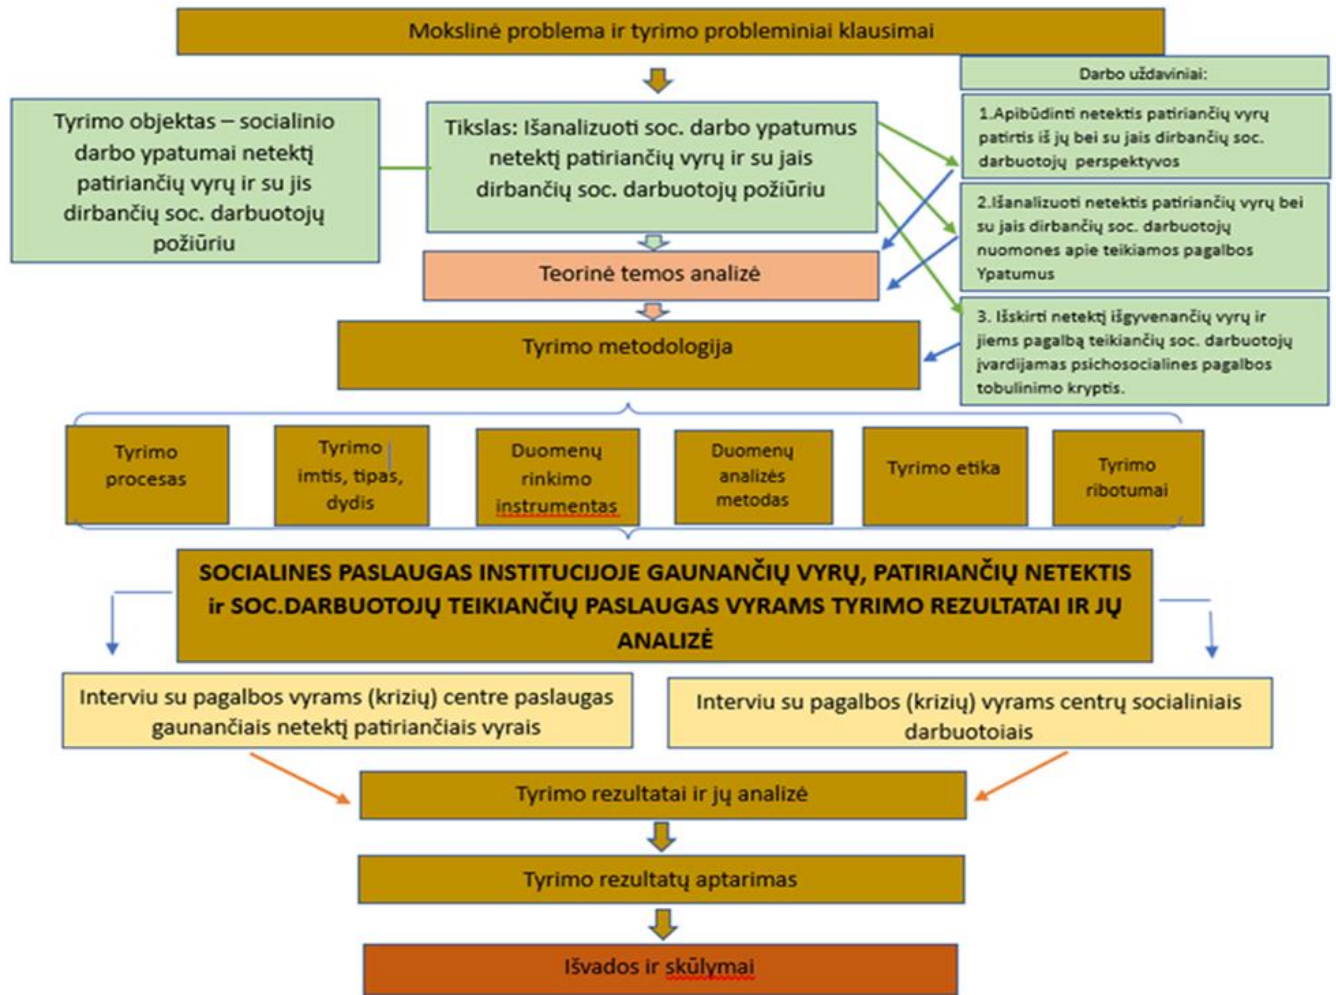 Mokslinė problema ir tyrimo probleminiai klausimai
Darbo uždaviniai:
Tyrimo objektas – socialinio
darbo ypatumai netektį
patiriančių vyrų ir su jis
dirbančių soc. darbuotojų
požiūriu
Tikslas: Išanalizuoti soc. darbo ypatumus
netektį patiriančių vyrų ir su jais
dirbančių soc. darbuotojų požiūriu
1.Apibūdinti netektis patiriančių vyrų
patirtis iš jų bei su jais dirbančių soc.
darbuotojų perspektyvos
2.Išanalizuoti netektis patiriančių vyrų bei
su jais dirbančių soc. darbuotojų
nuomones apie teikiamos pagalbos
Ypatumus
3. Išskirti netektį išgyvenančių vyrų ir
jiems pagalbą teikiančių soc. darbuotojų
įvardijamas psichosocialines pagalbos
tobulinimo kryptis.
Teorinė temos analizė
Tyrimo metodologija
Tyrimo
procesas
Tyrimo
imtis, tipas,
dydis
Duomenų
rinkimo
instrumentas
Duomenų
analizės
metodas
Tyrimo etika
Tyrimo
ribotumai
SOCIALINES PASLAUGAS INSTITUCIJOJE GAUNANČIŲ VYRŲ, PATIRIANČIŲ NETEKTIS
ir SOC.DARBUOTOJŲ TEIKIANČIŲ PASLAUGAS VYRAMS TYRIMO REZULTATAI IR JŲ
ANALIZĖ
Interviu su pagalbos vyrams (krizių) centre paslaugas
gaunančiais netektį patiriančiais vyrais
Interviu su pagalbos (krizių) vyrams centrų socialiniais
darbuotoiais
Tyrimo rezultatai ir jų analizė
Tyrimo rezultatų aptarimas
Išvados ir skūlymai